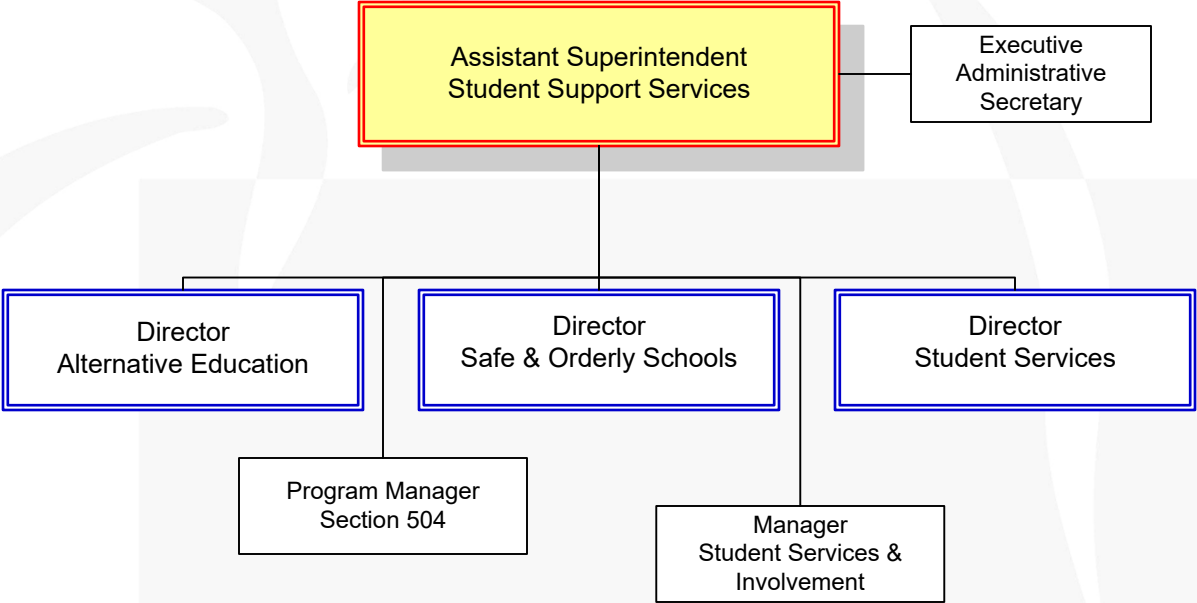 Assistant Superintendent
Student Support Services
Executive
Administrative
Secretary
Director
Alternative Education
Director
Safe & Orderly Schools
Director
Student Services
Program Manager
Section 504
Manager
Student Services &
Involvement